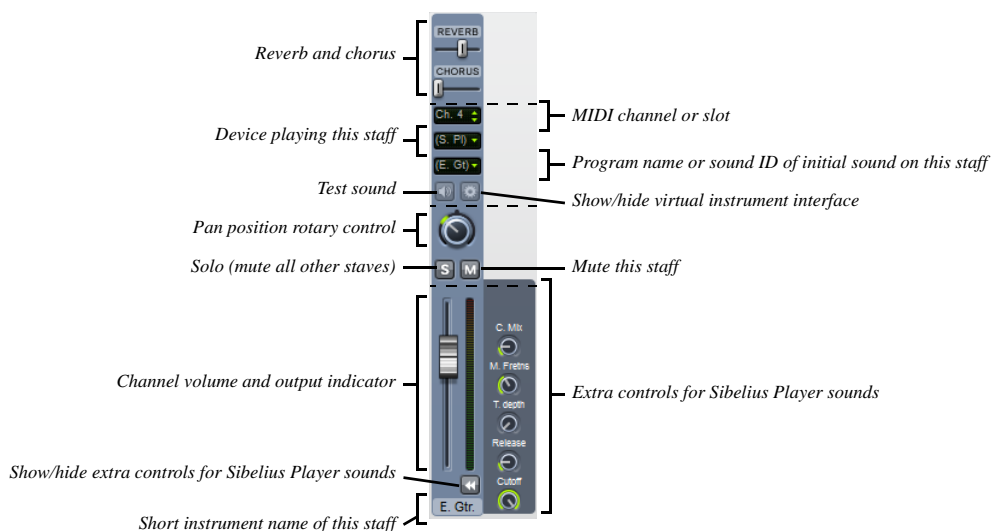 REVERB
Reverb and chorus
CHORUS
Ch. 4
MIDI channel or slot
Device playing this staff
(S. Pl)
(E. Gt)
Program name or sound ID of initial sound on this staff
Test sound
Show/hide virtual instrument interface
Pan position rotary control
Solo (mute all other staves)
S M
Mute this staff
C. Mix
M. Fretns
Channel volume and output indicator
Extra controls for Sibelius Player sounds
T. depth
Release
Show/hide extra controls for Sibelius Player sounds
Cutoff
E. Gtr.
Short instrument name of this staff